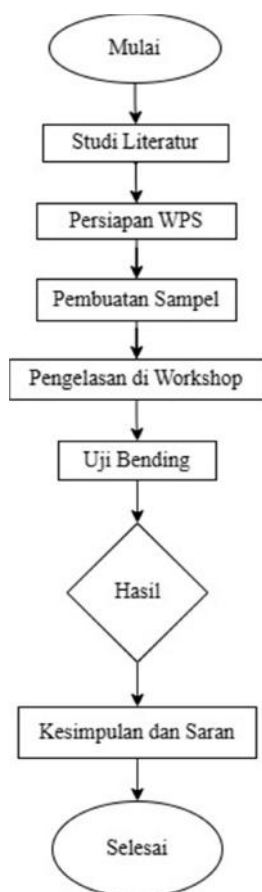 Mulai
Studi Literatur
Persiapan WPS
Pembuatan Sampel
Pengelasan di Workshop
Uji Bending
Hasil
Kesimpulan dan Saran
Selesai